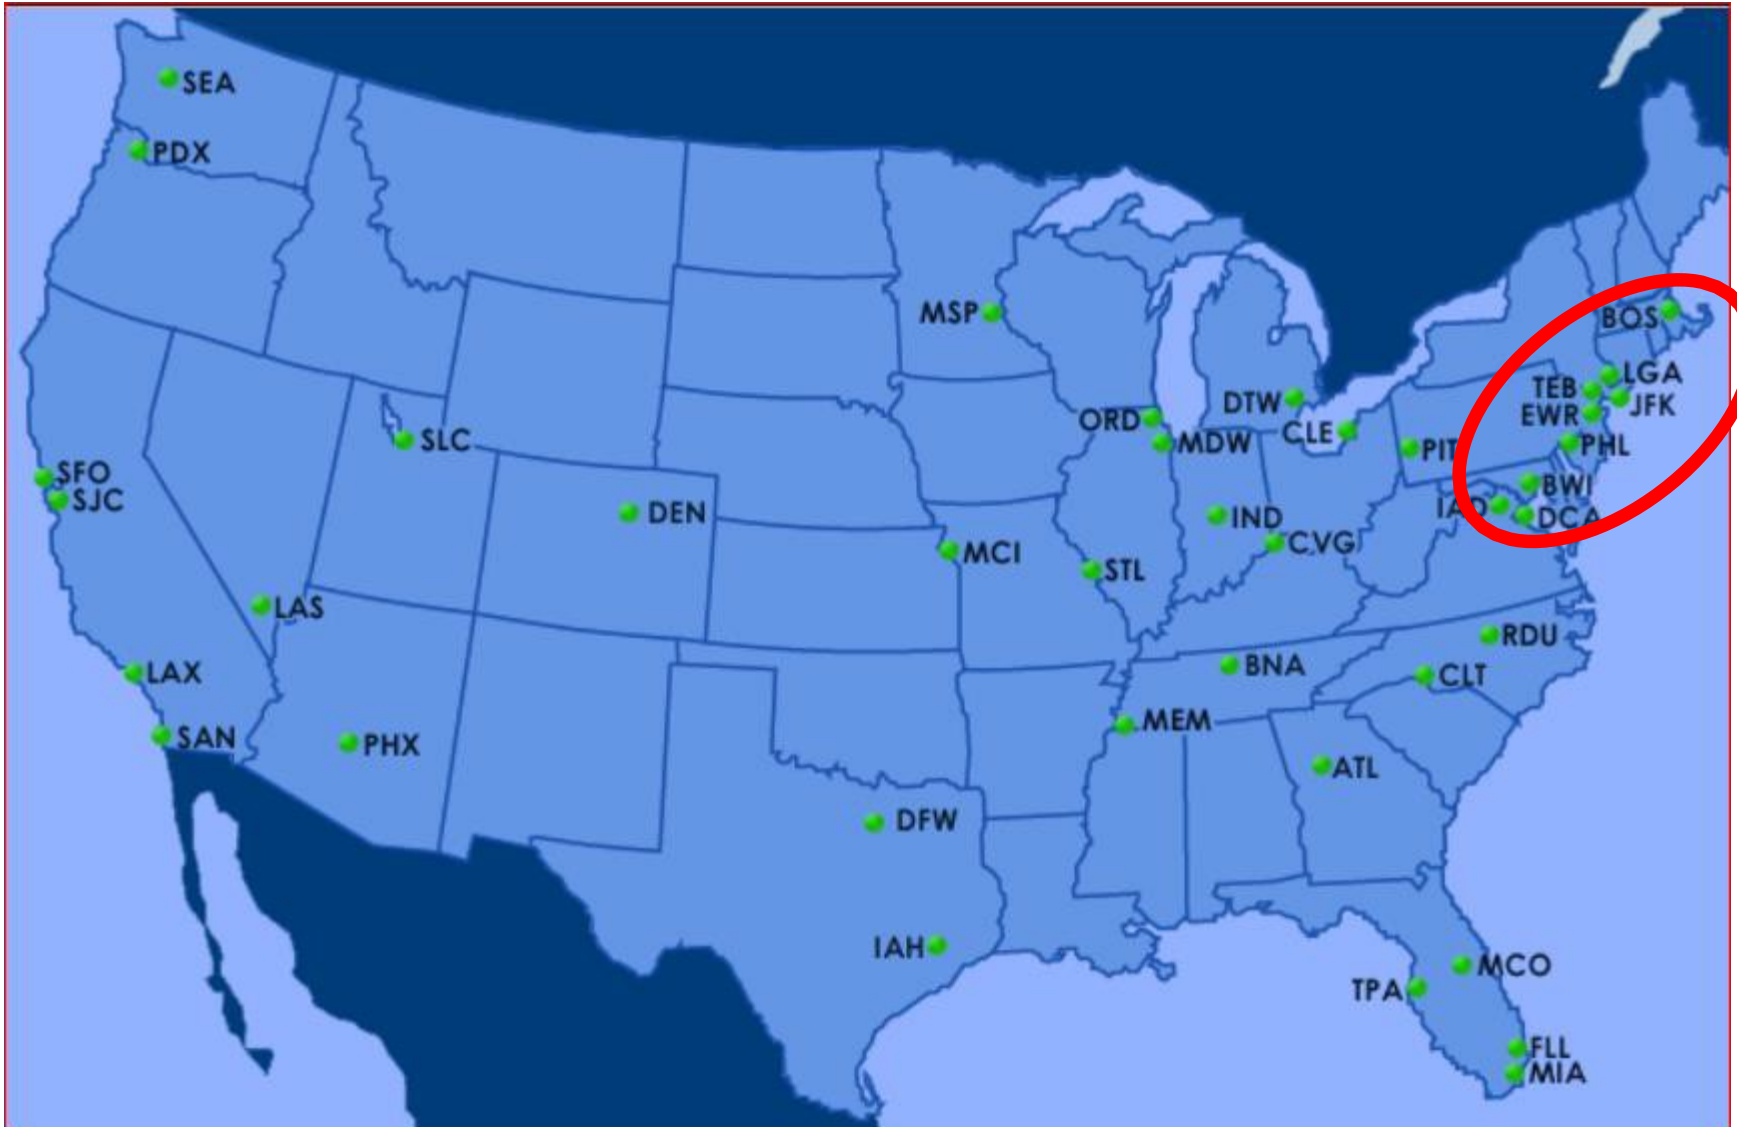 SEA
PDX
MSP
BOS
LGA
TEB
JFK
EWR
DTW
ORD
CLE
MDW
PHL
PIT
SLC
SFO
SJC
BWI
IAD
DCA
DEN
IND
CVG
MCI
STL
LAS
RDU
BNA
CLT
LAX
MEM
SAN
PHX
ATL
DFW
IAH
MCO
TPA
FLL
MIA